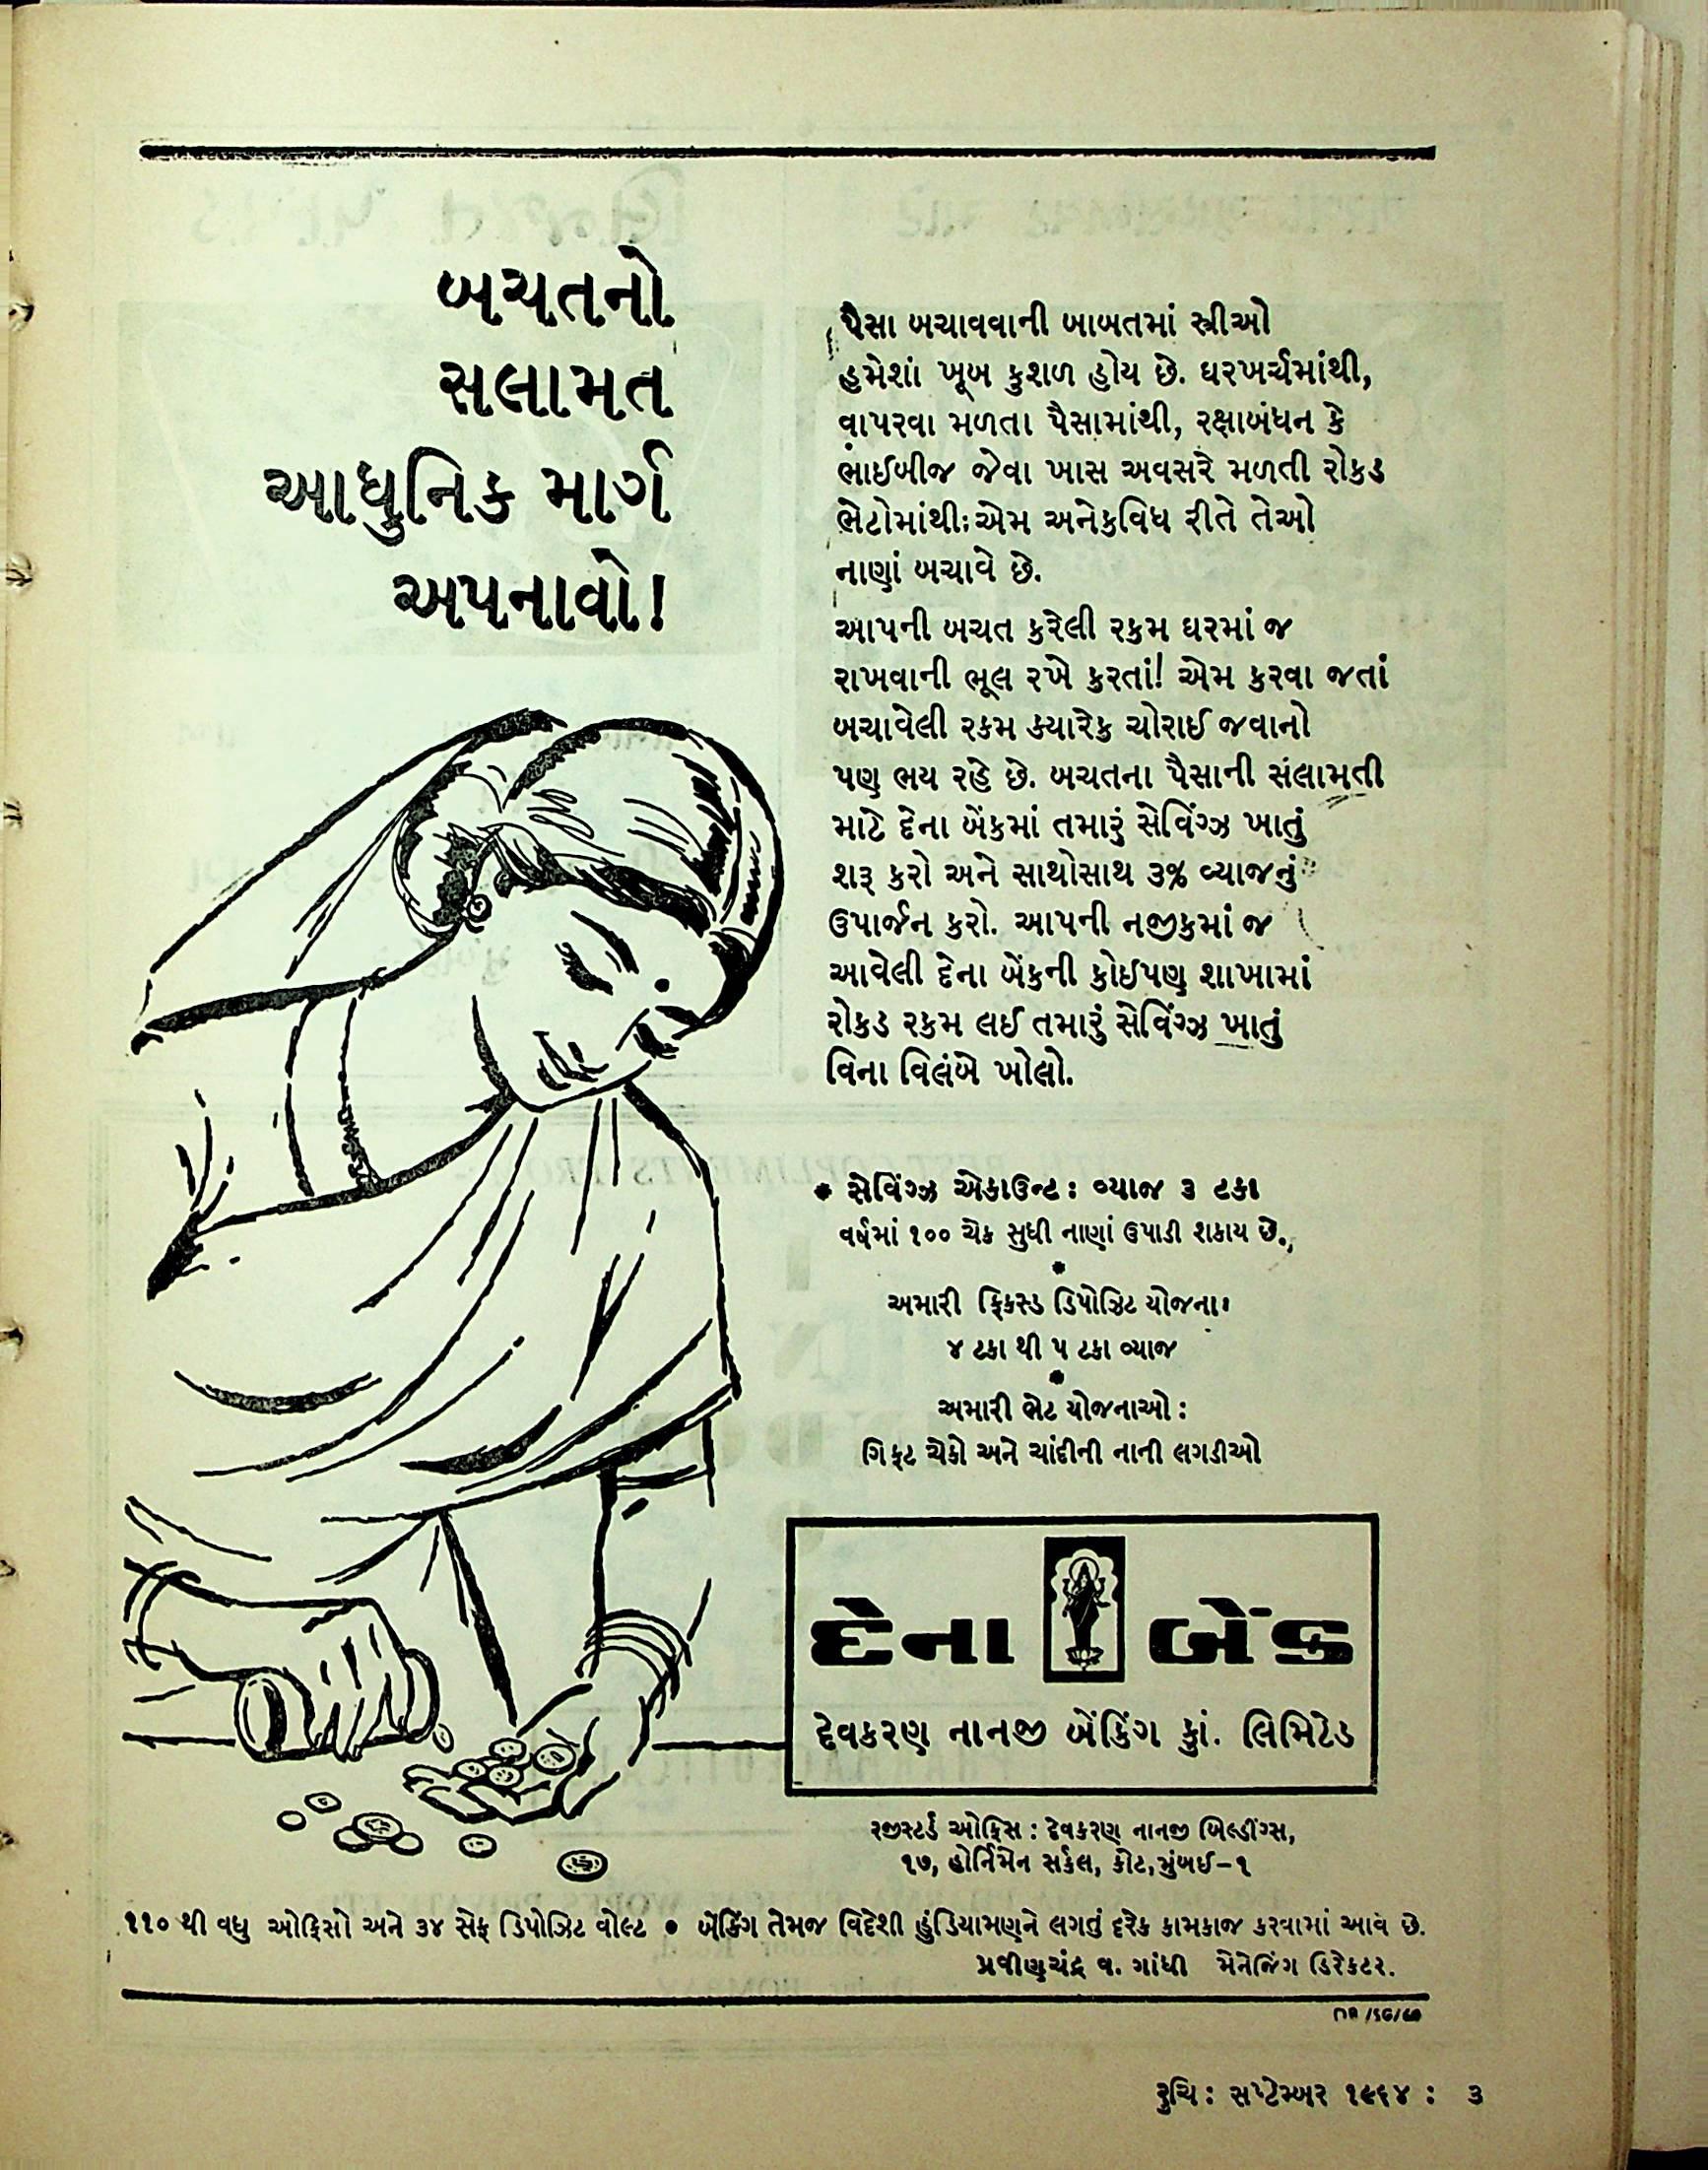 બચતનો
સલામત
આધુનિક માર્ગ
અપનાવો!
પૈસા બચાવવાની બાબતમાં સ્ત્રીઓ
હમેશાં ખૂબ કુશળ હોય છે. ઘરખર્ચમાંથી,
વાપરવા મળતા પૈસામાંથી, રક્ષાબંધન કે
ભાઈબીજ જેવા ખાસ અવસરે મળતી રોકડ
ભેટોમાંથી: એમ અનેકવિધ રીતે તેઓ
નાણાં બચાવે છે.
આપની બચત કરેલી રકમ ઘરમાં જ
રાખવાની ભૂલ રખે કરતાં! એમ કરવા જતાં
બચાવેલી રકમ ક્યારેક ચોરાઈ જવાનો
પણ ભય રહે છે. બચતના પૈસાની સલામતી
માટે દેના બેંકમાં તમારું સેવિંગ્ઝ ખાતું
શરૂ કરો અને સાથોસાથ ૩% વ્યાજનું
ઉપાર્જન કરો. આપની નજીકમાં જ
આવેલી દેના બેંકની કોઈપણ શાખામાં
રોકડ રકમ લઈ તમારું સેવિંગ્ઝ ખાતું
વિના વિલંબે ખોલો.
* સેવિંગ્ઝ એકાઉન્ટ: વ્યાજ ૩ ટકા
વર્ષમાં ૧૦૦ ચેક સુધી નાણાં ઉપાડી શકાય છે.
*
અમારી ફિકસ્ડ ડિપોઝિટ યોજના:
૪ ટકા થી ૫ ટકા વ્યાજ
*
અમારી ભેટ યોજનાઓ:
ગિફ્ટ ચેકો અને ચાંદીની નાની લગડીઓ
દેના બેંક
દેવકરણ નાનજી બેંકિંગ કું. લિમિટેડ
રજીસ્ટર્ડ ઓફિસ: દેવકરણ નાનજી બિલ્ડીંગ્સ,
૧૭, હોર્નિમેન સર્કલ, કોટ, મુંબઈ-૧
૧૧૦ થી વધુ ઓફિસો અને ૩૪ સેફ ડિપોઝિટ વોલ્ટ • બેંકિંગ તેમજ વિદેશી હુંડિયામણને લગતું દરેક કામકાજ કરવામાં આવે છે.
પ્રવીણચંદ્ર વ. ગાંધી મેનેજિંગ ડિરેકટર.
રુચિ: સપ્ટેમ્બર ૧૯૬૪: ૩